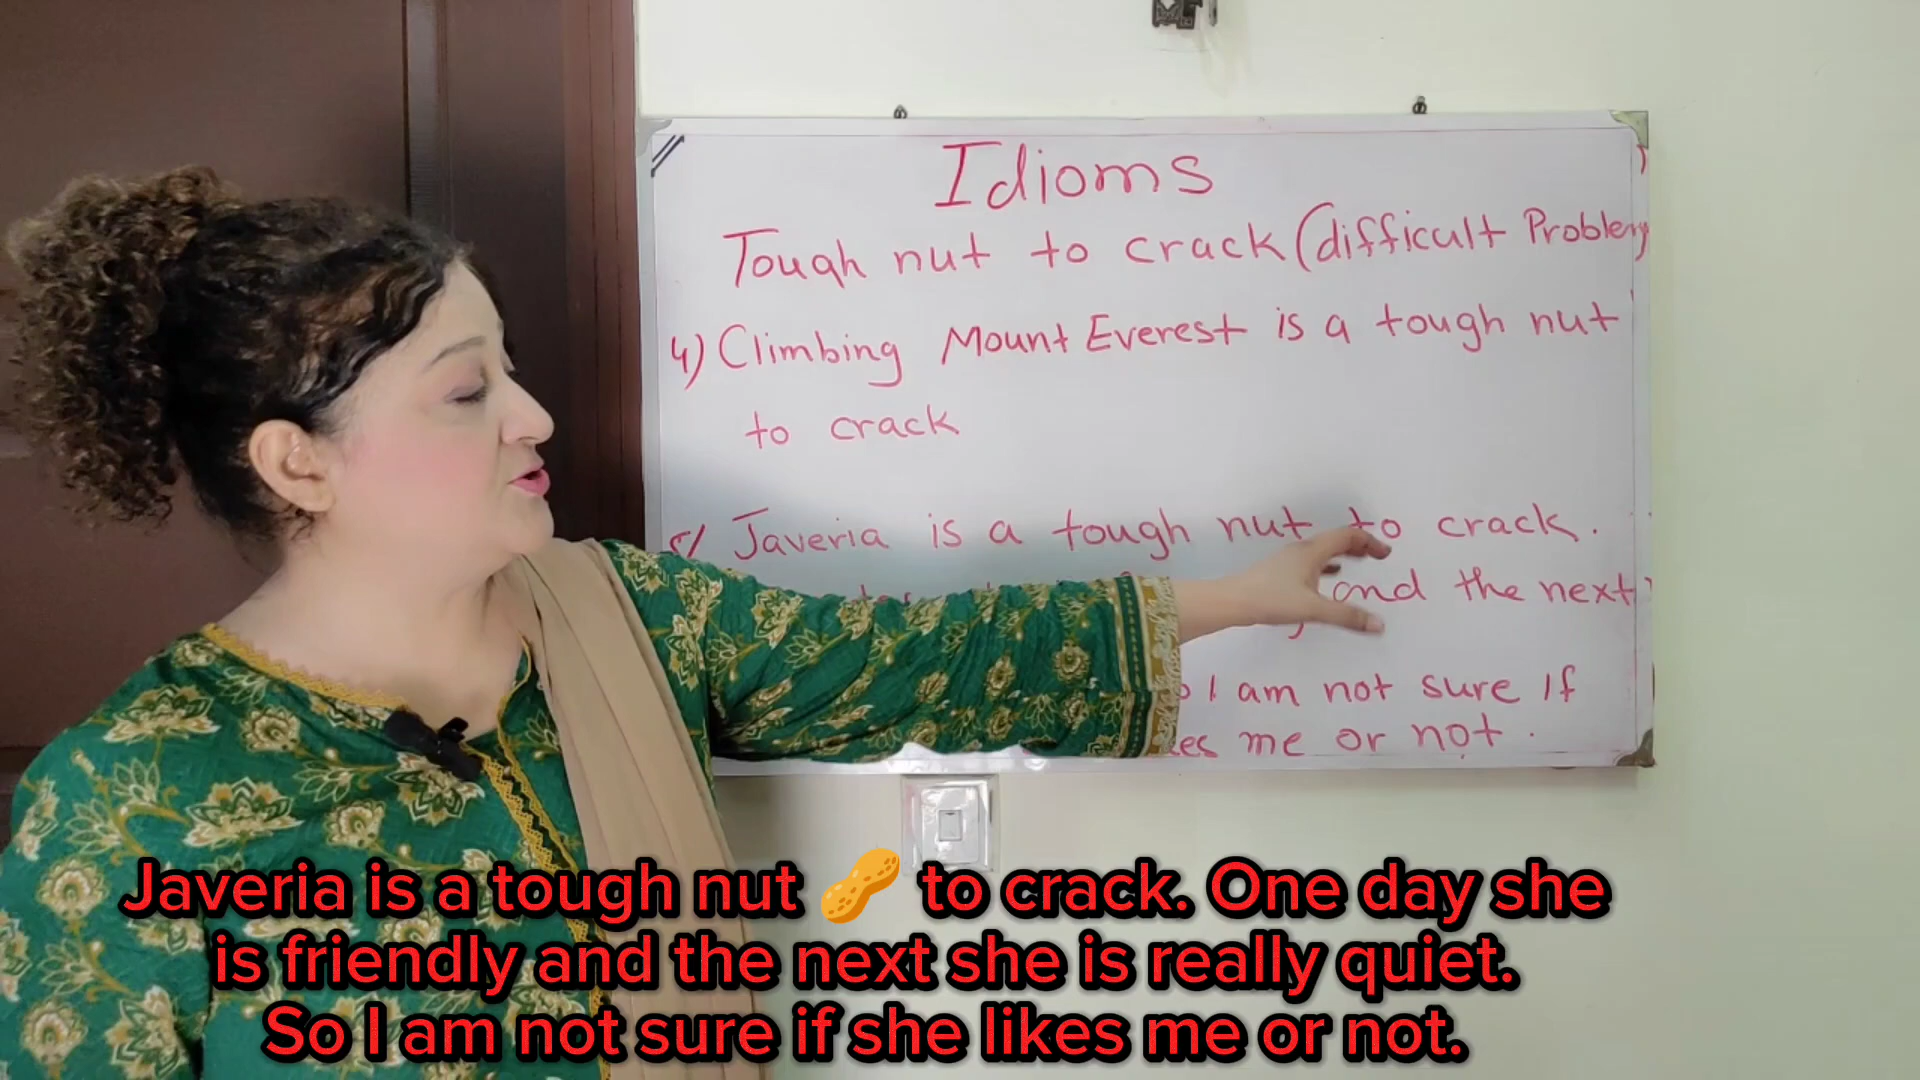 Idioms
Tough nut to crack (difficult Problem)
4) Climbing Mount Everest is a tough nut
to crack
5) Javeria is a tough nut to crack.
and the next
I am not sure If
me or not.
Javeria is a tough nut 🥜 to crack. One day she
is friendly and the next she is really quiet.
So I am not sure if she likes me or not.